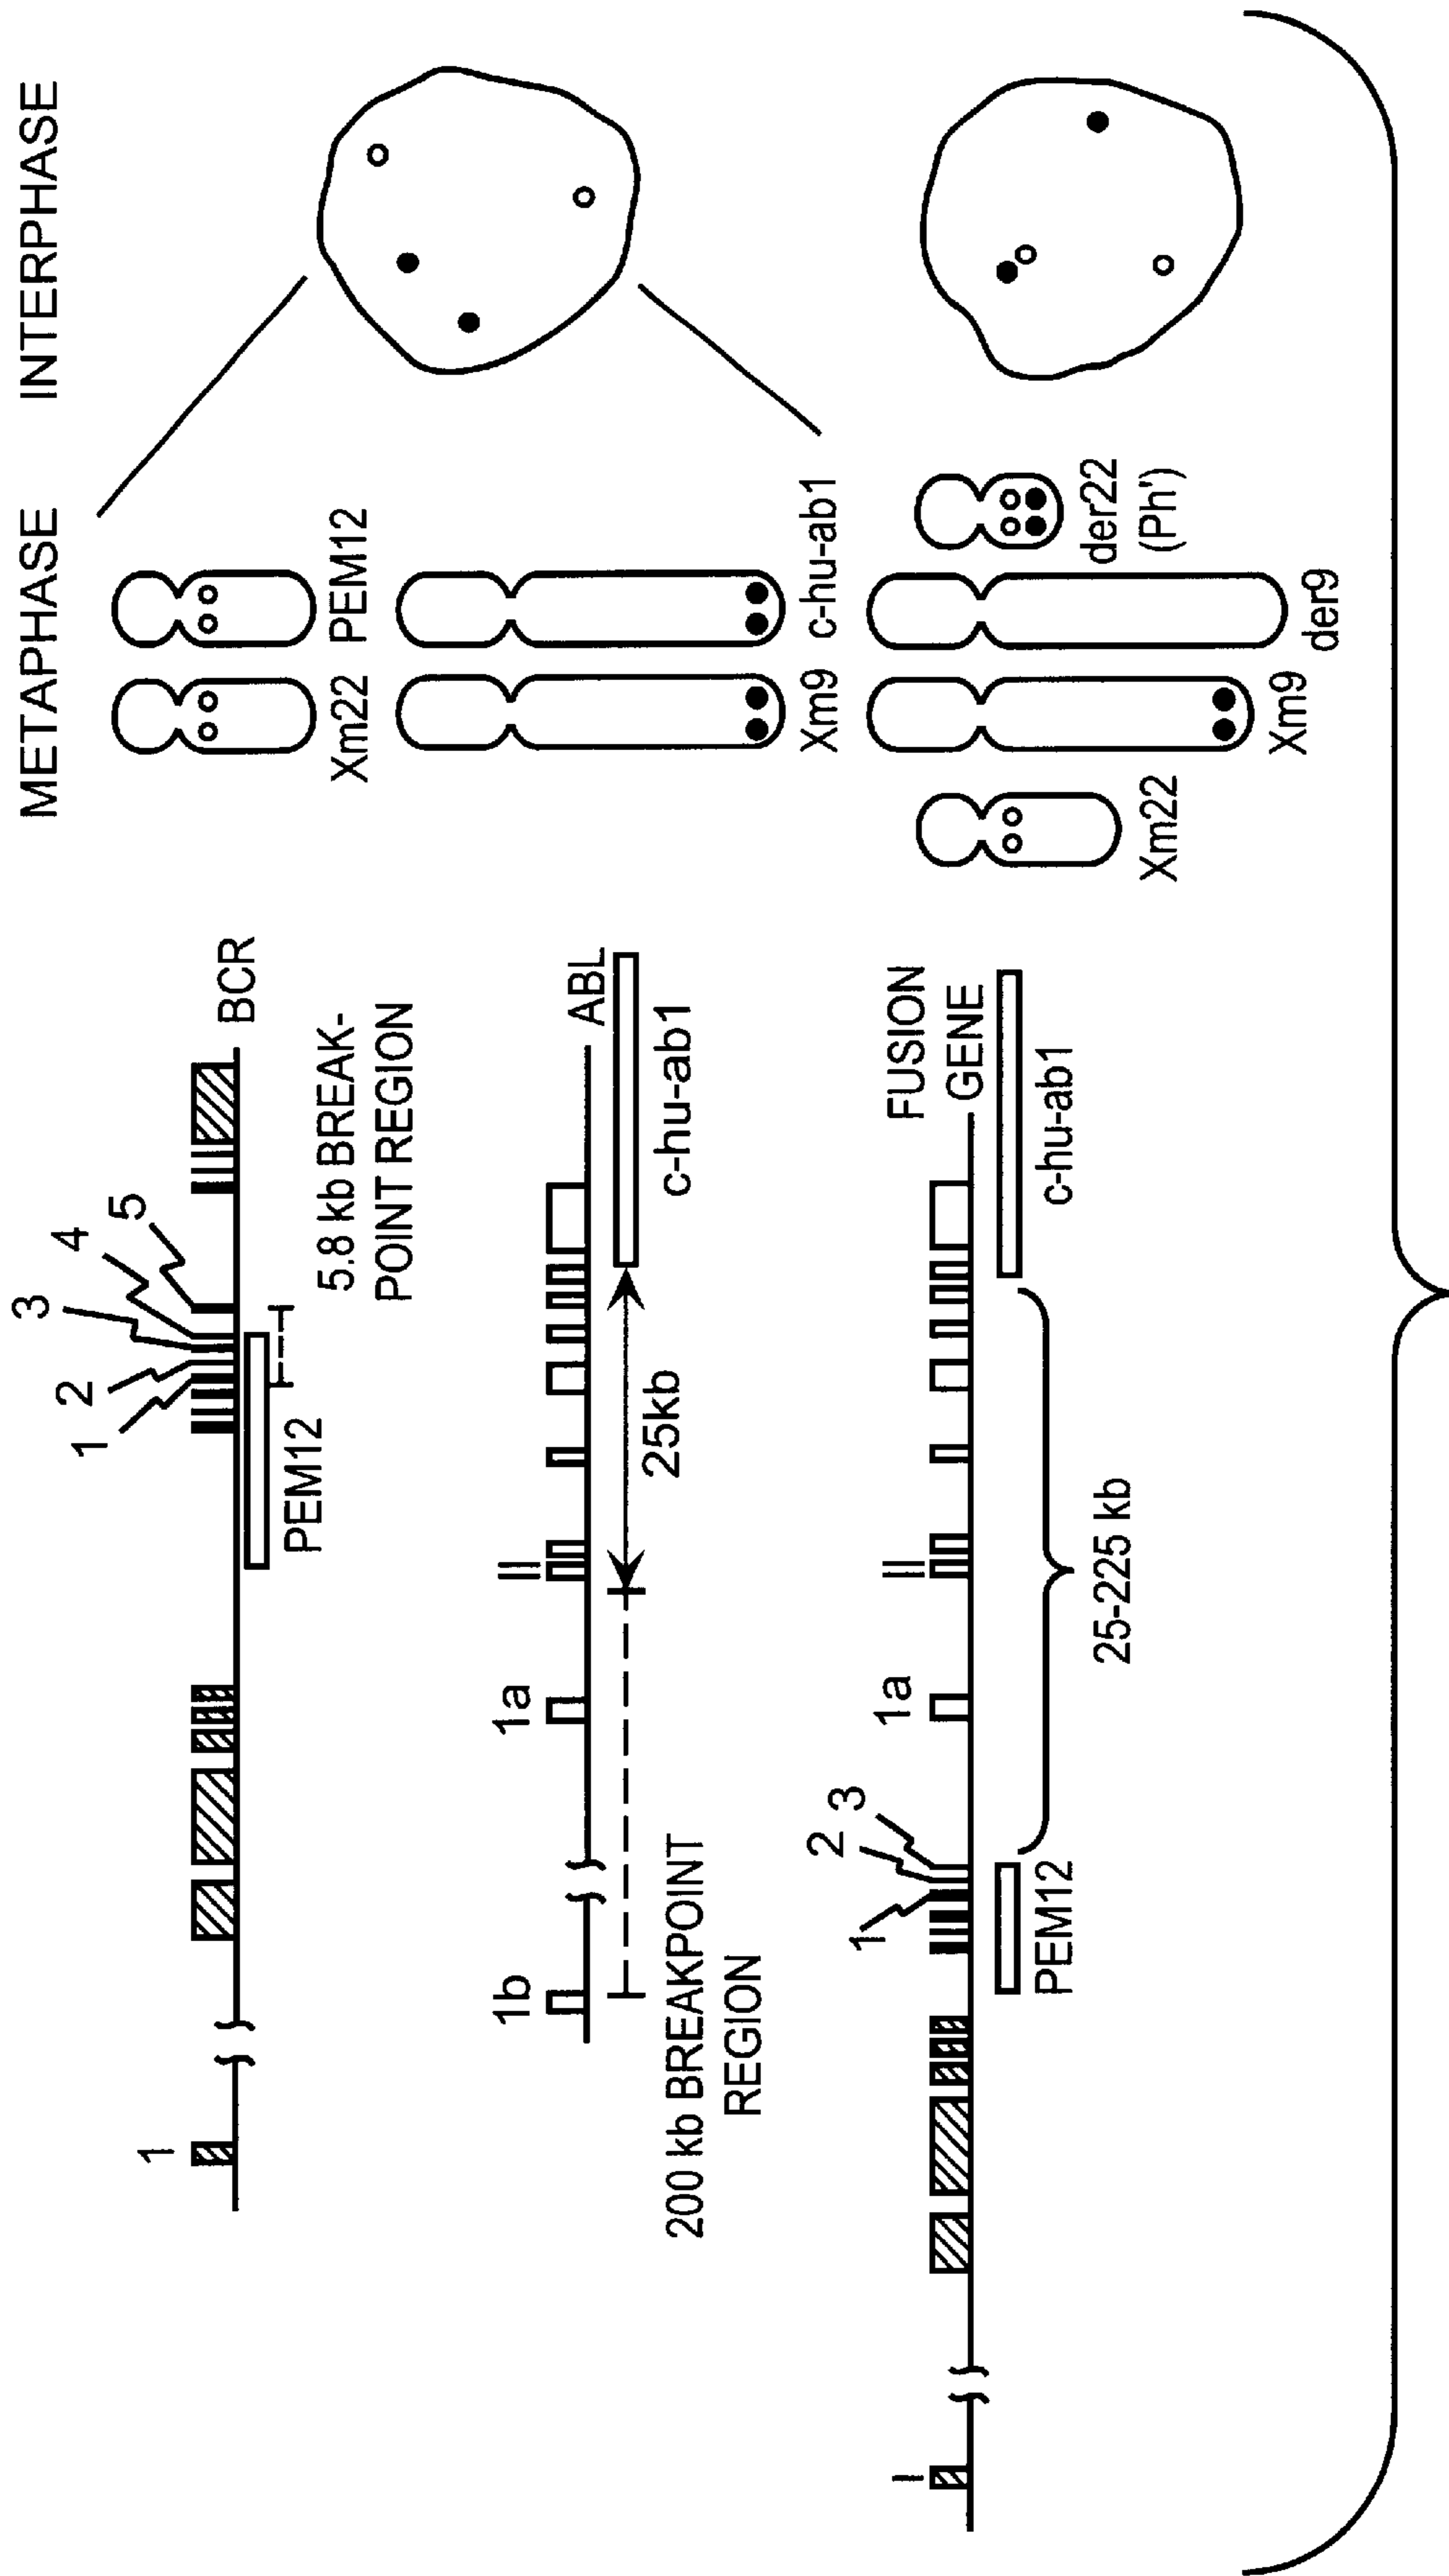 METAPHASE INTERPHASE
1
1 2 3 4 5
BCR
PEM12
5.8 kb BREAK-
POINT REGION
Xm22 PEM12
1b
1a
II
ABL
25kb
c-hu-ab1
200 kb BREAKPOINT
REGION
Xm9 c-hu-ab1
I
1 2 3
1a
II
FUSION
GENE
PEM12
25-225 kb
c-hu-ab1
Xm22
Xm9
der9
der22
(Ph')